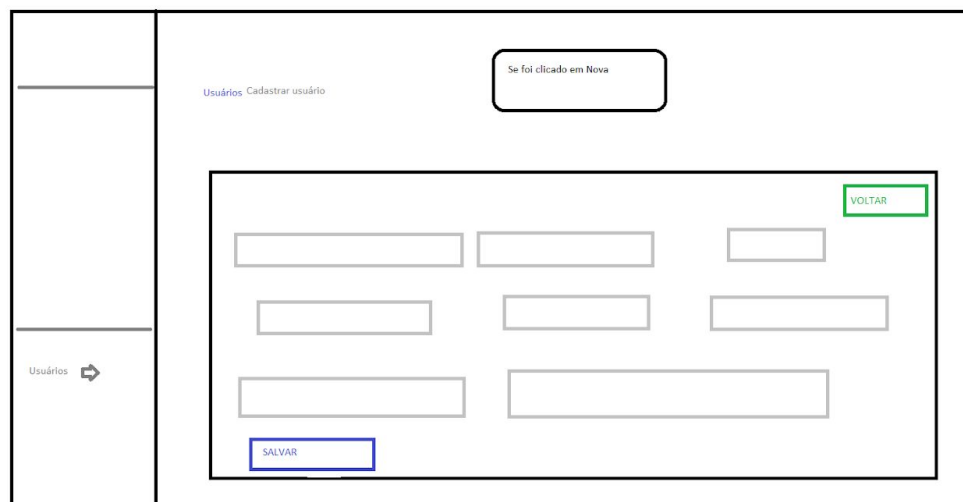 Se foi clicado em Nova
Usuários Cadastrar usuário
VOLTAR
Usuários
SALVAR